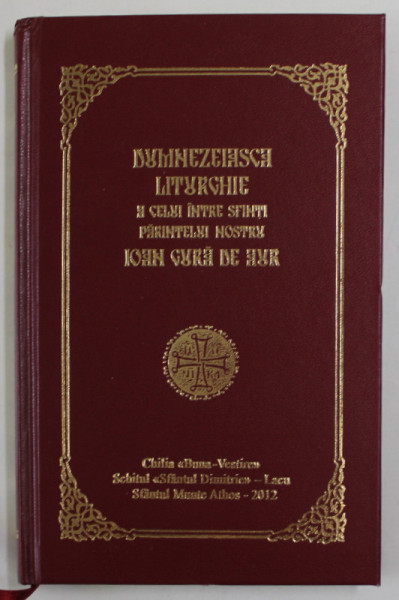 DUMNEZEIASCA
LITURGHIE
A CELUI ÎNTRE SFINȚI
PĂRINTELUI NOSTRU
IOAN GURĂ DE AUR
Chilia «Buna-Vestire»
Schitul «Sfântul Dimitrie» – Lacu
Sfântul Munte Athos - 2012